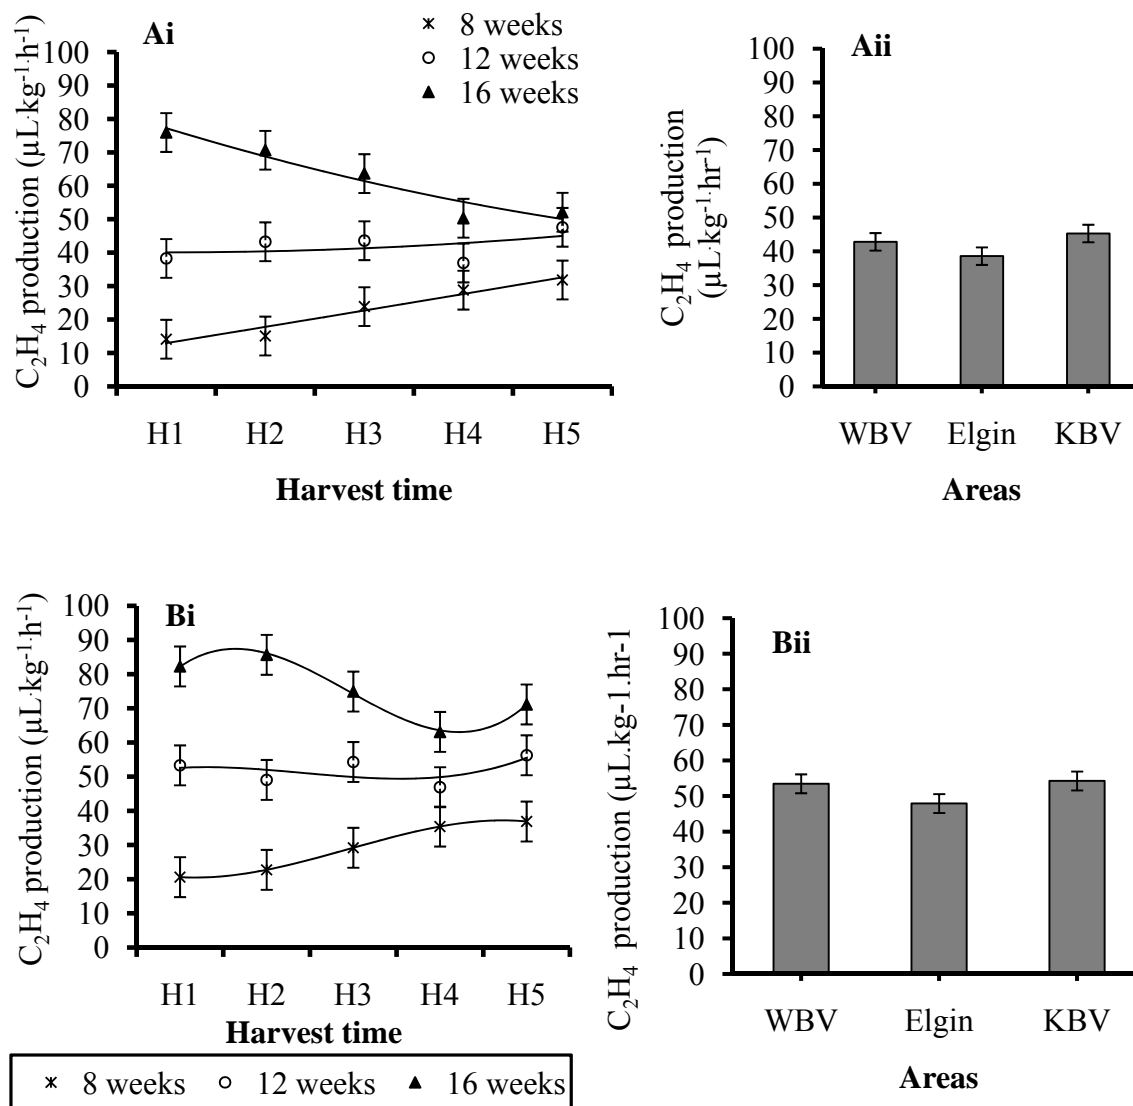 Ai
8 weeks
12 weeks
16 weeks
C₂H₄ production (µL·kg⁻¹·h⁻¹)
100
90
80
70
60
50
40
30
20
10
0
H1 H2 H3 H4 H5
Harvest time
Aii
C₂H₄ production
(µL·kg⁻¹·hr⁻¹)
100
90
80
70
60
50
40
30
20
10
0
WBV Elgin KBV
Areas
Bi
C₂H₄ production (µL·kg⁻¹·h⁻¹)
100
90
80
70
60
50
40
30
20
10
0
H1 H2 H3 H4 H5
Harvest time
8 weeks 12 weeks 16 weeks
Bii
C₂H₄ production (µL.kg-1.hr-1
100
90
80
70
60
50
40
30
20
10
0
WBV Elgin KBV
Areas